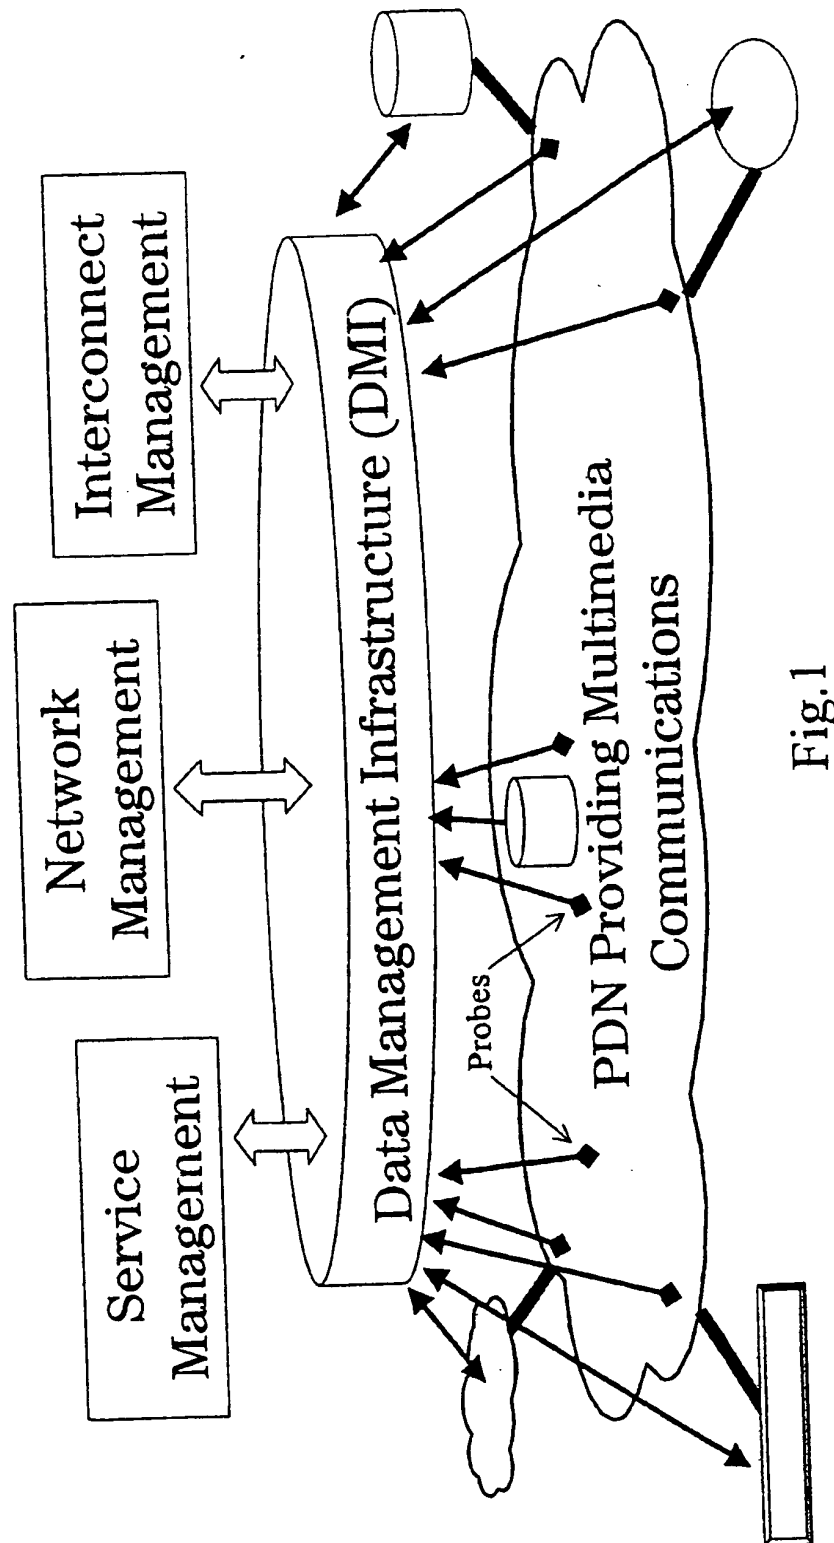 Service
Management
Network
Management
Interconnect
Management
Data Management Infrastructure (DMI)
Probes
PDN Providing Multimedia
Communications
Fig.1